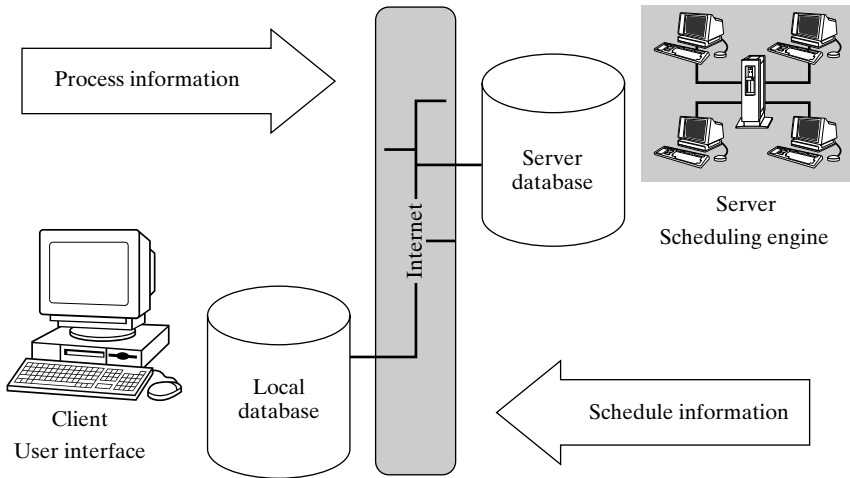 Process information
Server
database
Server
Scheduling engine
Internet
Local
database
Client
User interface
Schedule information